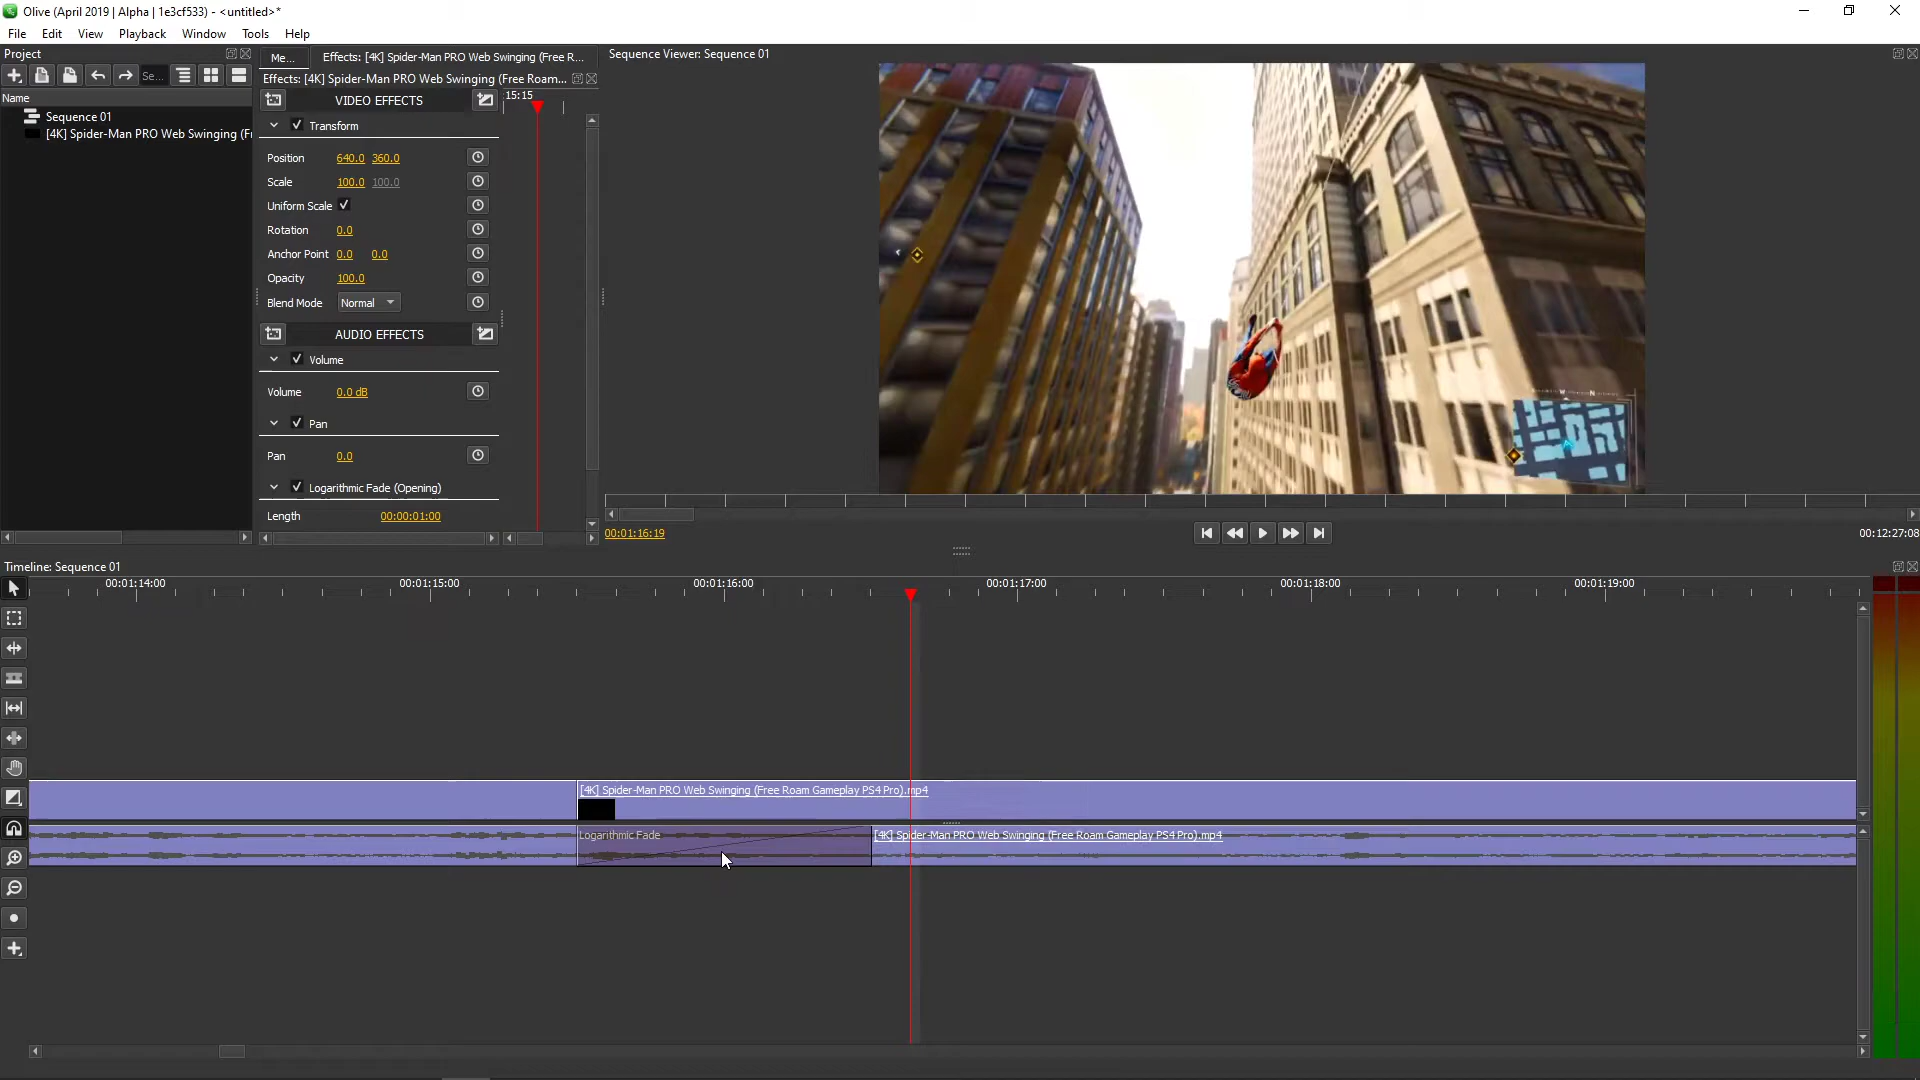 Olive (April 2019 | Alpha | 1e3cf533) - <untitled>*
File Edit View Playback Window Tools Help
Project
Se...
Name
Sequence 01
[4K] Spider-Man PRO Web Swinging (Fr
Me...
Effects: [4K] Spider-Man PRO Web Swinging (Free R...
Effects: [4K] Spider-Man PRO Web Swinging (Free Roam...
VIDEO EFFECTS
15:15
Transform
Position 640.0 360.0
Scale 100.0 100.0
Uniform Scale
Rotation 0.0
Anchor Point 0.0 0.0
Opacity 100.0
Blend Mode Normal
AUDIO EFFECTS
Volume
Volume 0.0 dB
Pan
Pan 0.0
Logarithmic Fade (Opening)
Length 00:00:01:00
Sequence Viewer: Sequence 01
W N
00:01:16:19
00:12:27:08
Timeline: Sequence 01
00:01:14:00 00:01:15:00 00:01:16:00 00:01:17:00 00:01:18:00 00:01:19:00
[4K] Spider-Man PRO Web Swinging (Free Roam Gameplay PS4 Pro).mp4
Logarithmic Fade
[4K] Spider-Man PRO Web Swinging (Free Roam Gameplay PS4 Pro).mp4